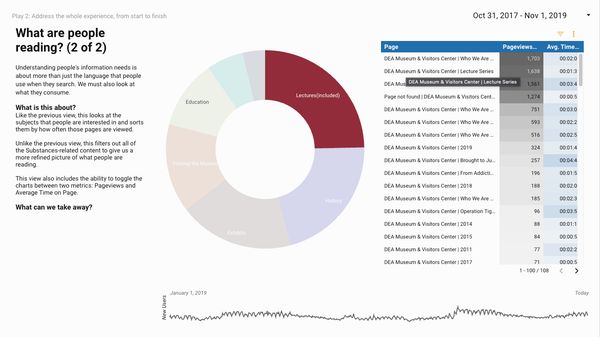 Play 2: Address the whole experience, from start to finish
Oct 31, 2017 - Nov 1, 2019
What are people
reading? (2 of 2)
Understanding people's information needs is
about more than just the language that people
use when they search. We must also look at
what they consume.
What is this about?
Like the previous view, this looks at the
subjects that people are interested in and sorts
them by how often those pages are viewed.
Unlike the previous view, this filters out all of
the Substances-related content to give us a
more refined picture of what people are
reading.
This view also includes the ability to toggle the
charts between two metrics: Pageviews and
Average Time on Page.
What can we take away?
Lectures(included)
History
Exhibits
Education
Page Pageviews... Avg. Time...
DEA Museum & Visitors Center | Who We Are ... 1,703 00:02:0
DEA Museum & Visitors Center | Lecture Series 1,638 00:01:3
DEA Mus 1,361 00:03:4
DEA Museum & Visitors Center | Lecture Series
Page not found | DEA Museum & Visitors Cent... 1,274 00:00:5
DEA Museum & Visitors Center | Who We Are ... 751 00:03:0
DEA Museum & Visitors Center | Who We Are ... 593 00:02:2
DEA Museum & Visitors Center | Who We Are ... 516 00:02:5
DEA Museum & Visitors Center | 2019 324 00:01:4
DEA Museum & Visitors Center | Brought to Ju... 257 00:04:4
DEA Museum & Visitors Center | From Addicti... 196 00:01:5
DEA Museum & Visitors Center | 2018 188 00:02:0
DEA Museum & Visitors Center | Who We Are ... 185 00:02:3
DEA Museum & Visitors Center | Operation Tig... 96 00:03:5
DEA Museum & Visitors Center | 2014 88 00:01:1
DEA Museum & Visitors Center | 2015 84 00:00:5
DEA Museum & Visitors Center | 2011 77 00:02:2
DEA Museum & Visitors Center | 2017 71 00:00:5
1 - 100 / 108
January 1, 2019
Today
New Users